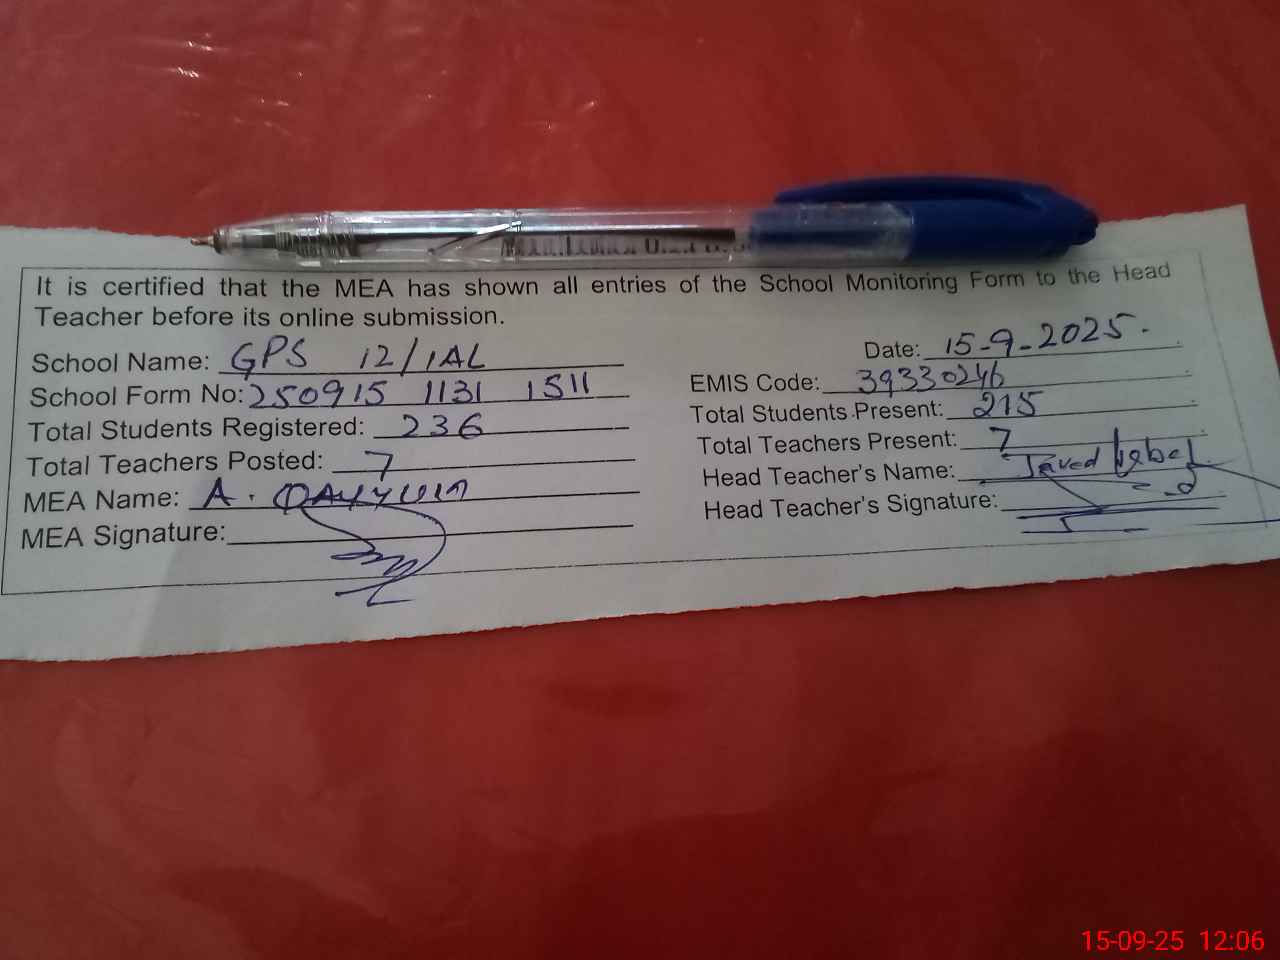 It is certified that the MEA has shown all entries of the School Monitoring Form to the Head
Teacher before its online submission.
School Name: GPS 12/1AL
Date: 15-9-2025.
School Form No: 250915 1131 1511
EMIS Code: 39330246
Total Students Registered: 236
Total Students Present: 215
Total Teachers Posted: 7
Total Teachers Present: 7
MEA Name: A. QAYYUM
Head Teacher's Name: Javed Iqbal
MEA Signature:
Head Teacher's Signature:
15-09-25 12:06